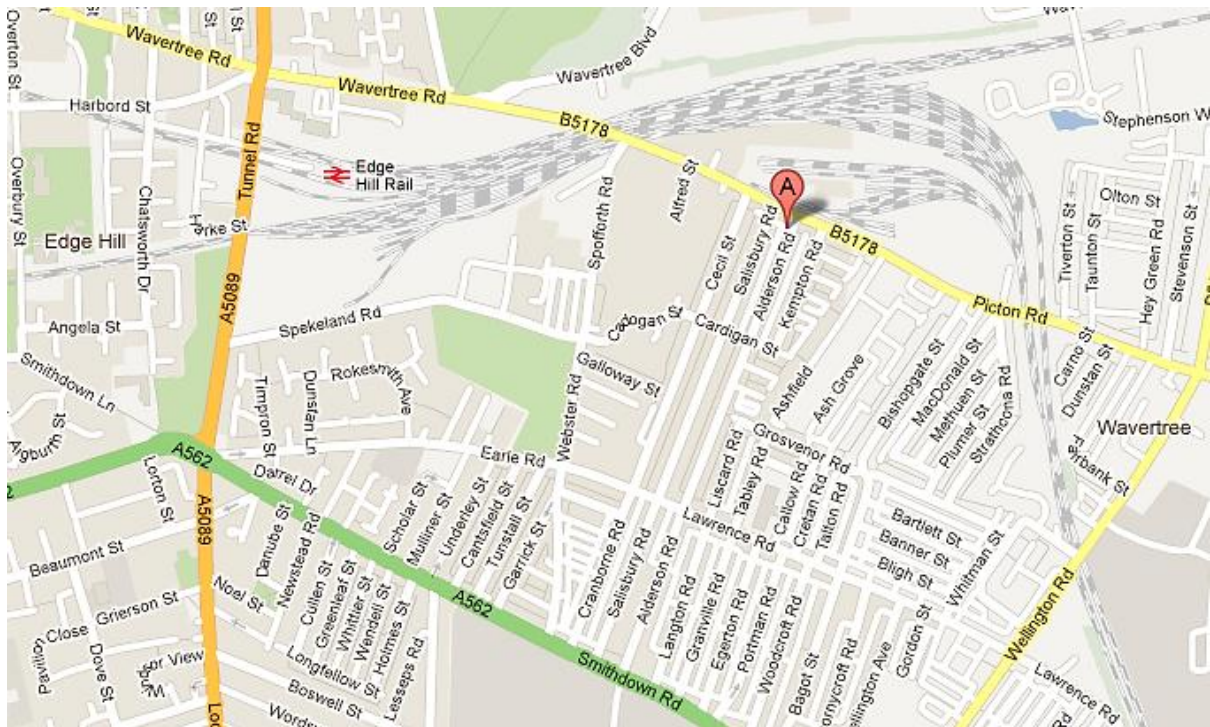 Overton St
Wavertree Rd
Wavertree Blvd
Wavertree Rd
Harbord St
B5178
Stephenson W
Tunnel Rd
Edge
Hill Rail
Alfred St
A
Overbury St
Chatsworth Dr
Olton St
Spofforth Rd
Cecil St
Salisbury Rd
Alderson Rd
Kempton Rd
B5178
Tiverton St
Taunton St
Hey Green Rd
Stevenson St
Edge Hill
A5089
Picton Rd
Angela St
Spekeland Rd
Cadogan St
Cardigan St
Smithdown Ln
Rokesmith Ave
Galloway St
Ashfield
Ash Grove
Bishopgate St
MacDonald St
Methuen St
Plumer St
Strathcona Rd
Carno St
Dunstan St
Timpron St
Dunstan Ln
Webster Rd
Wavertree
Grosvenor Rd
Fairbank St
A562
Earle Rd
Darrel Dr
Lorton St
Liscard Rd
Tabley Rd
Callow Rd
Cretan Rd
Talton Rd
Bartlett St
Banner St
Bligh St
Whitman St
Lawrence Rd
A5089
Danube St
Newstead Rd
Scholar St
Mulliner St
Underley St
Cantsfield St
Tunstall St
Garrick St
Beaumont St
Noel St
Cullen St
Greenleaf St
Whittier St
Wendell St
Holmes St
Lesseps Rd
A562
Cranborne Rd
Salisbury Rd
Alderson Rd
Langton Rd
Granville Rd
Egerton Rd
Portman Rd
Woodcroft Rd
Bagot St
Gordon St
Wellington Rd
Grierson St
Close
Dove St
Longfellow St
Boswell St
Smithdown Rd
Lawrence Rd